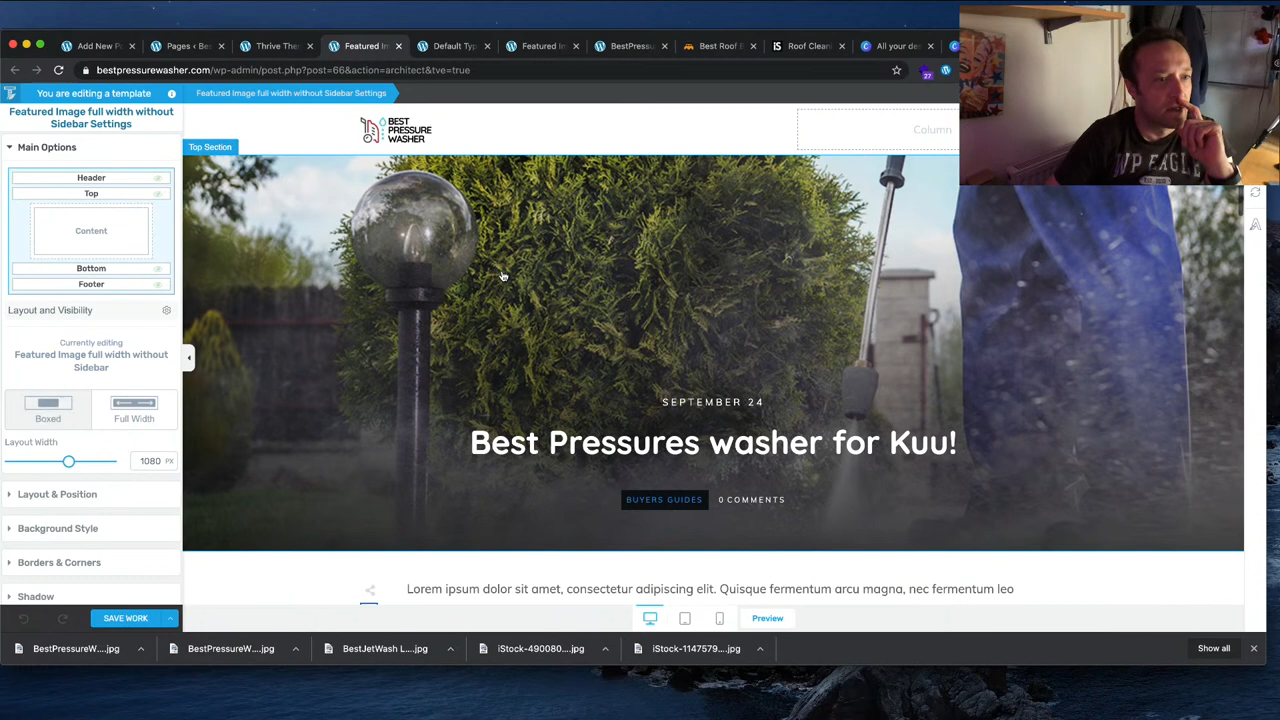 Add New P
Pages ‹ Bes
Thrive The
Featured In
Default Typ
Featured In
BestPressu
Best Roof B
Roof Clean
All your de
bestpressurewasher.com/wp-admin/post.php?post=66&action=architect&tve=true
27
You are editing a template
Featured Image full width without Sidebar Settings
Featured Image full width without
Sidebar Settings
Main Options
Header
Top
Content
Bottom
Footer
Layout and Visibility
Currently editing
Featured Image full width without
Sidebar
Boxed
Full Width
Layout Width
1080 PX
Layout & Position
Background Style
Borders & Corners
Shadow
SAVE WORK
BEST
PRESSURE
WASHER
Column
Top Section
SEPTEMBER 24
Best Pressures washer for Kuu!
BUYERS GUIDES 0 COMMENTS
Lorem ipsum dolor sit amet, consectetur adipiscing elit. Quisque fermentum arcu magna, nec fermentum leo
Preview
WP EAGLE
BestPressureW....jpg
BestPressureW....jpg
BestJetWash L....jpg
iStock-490080....jpg
iStock-1147579....jpg
Show all